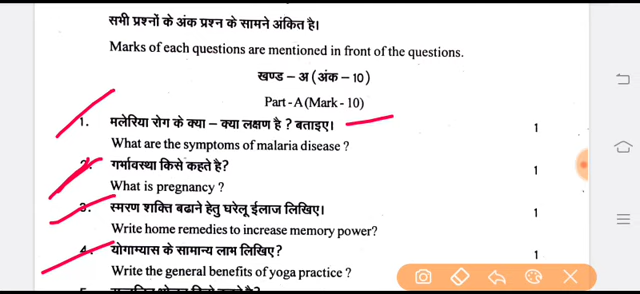 सभी प्रश्नों के अंक प्रश्न के सामने अंकित है।
Marks of each questions are mentioned in front of the questions.
खण्ड – अ (अंक – 10)
Part - A (Mark - 10)
1. मलेरिया रोग के क्या – क्या लक्षण है ? बताइए। 1
What are the symptoms of malaria disease ?
2. गर्भावस्था किसे कहते है? 1
What is pregnancy ?
3. स्मरण शक्ति बढाने हेतु घरेलू ईलाज लिखिए। 1
Write home remedies to increase memory power?
4. योगाम्यास के सामान्य लाभ लिखिए? 1
Write the general benefits of yoga practice ?